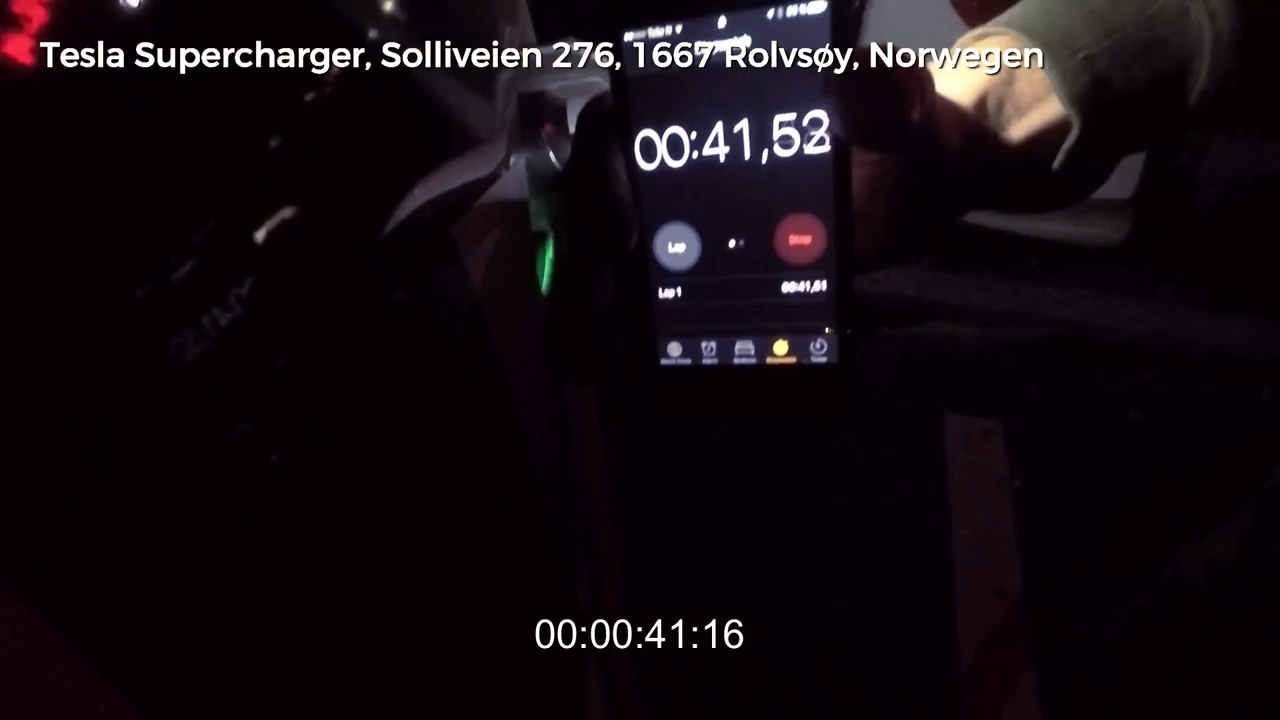 Tesla Supercharger, Solliveien 276, 1667 Rolvsøy, Norwegen
00:41,52
Lap
Stop
Lap 1
00:41,51
00:00:41:16